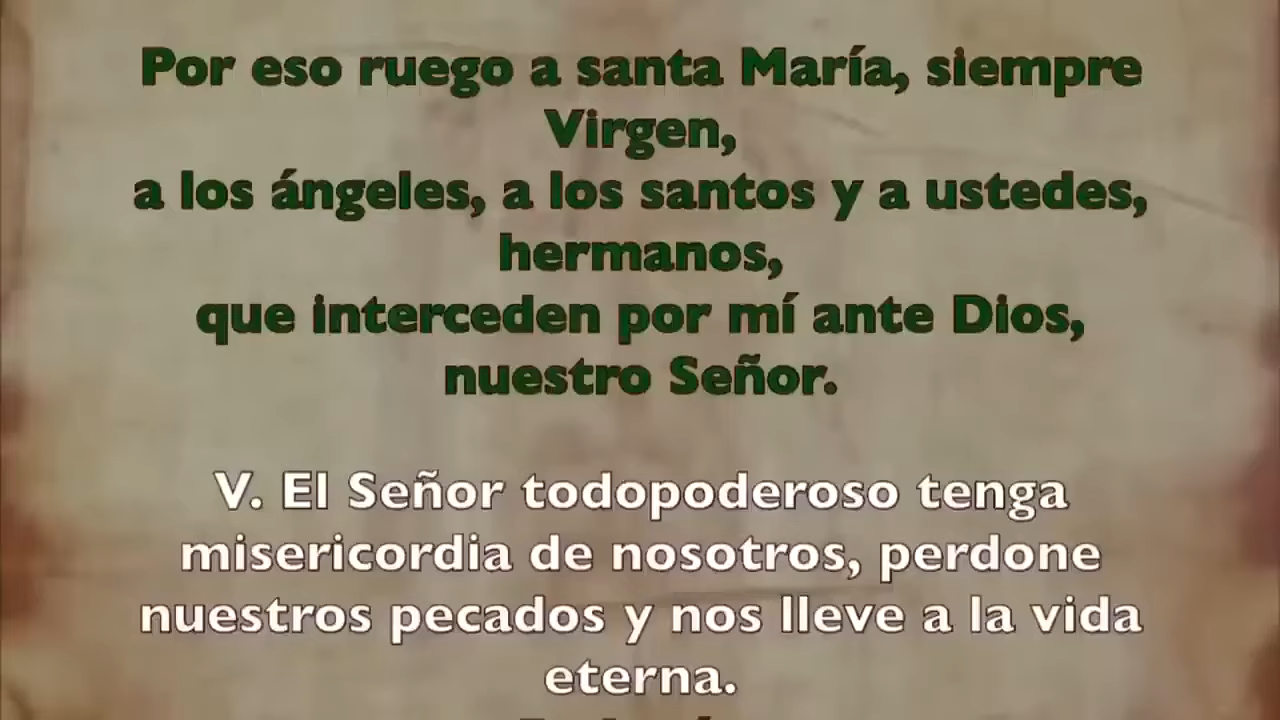 Por eso ruego a santa María, siempre
Virgen,
a los ángeles, a los santos y a ustedes,
hermanos,
que interceden por mí ante Dios,
nuestro Señor.
V. El Señor todopoderoso tenga
misericordia de nosotros, perdone
nuestros pecados y nos lleve a la vida
eterna.